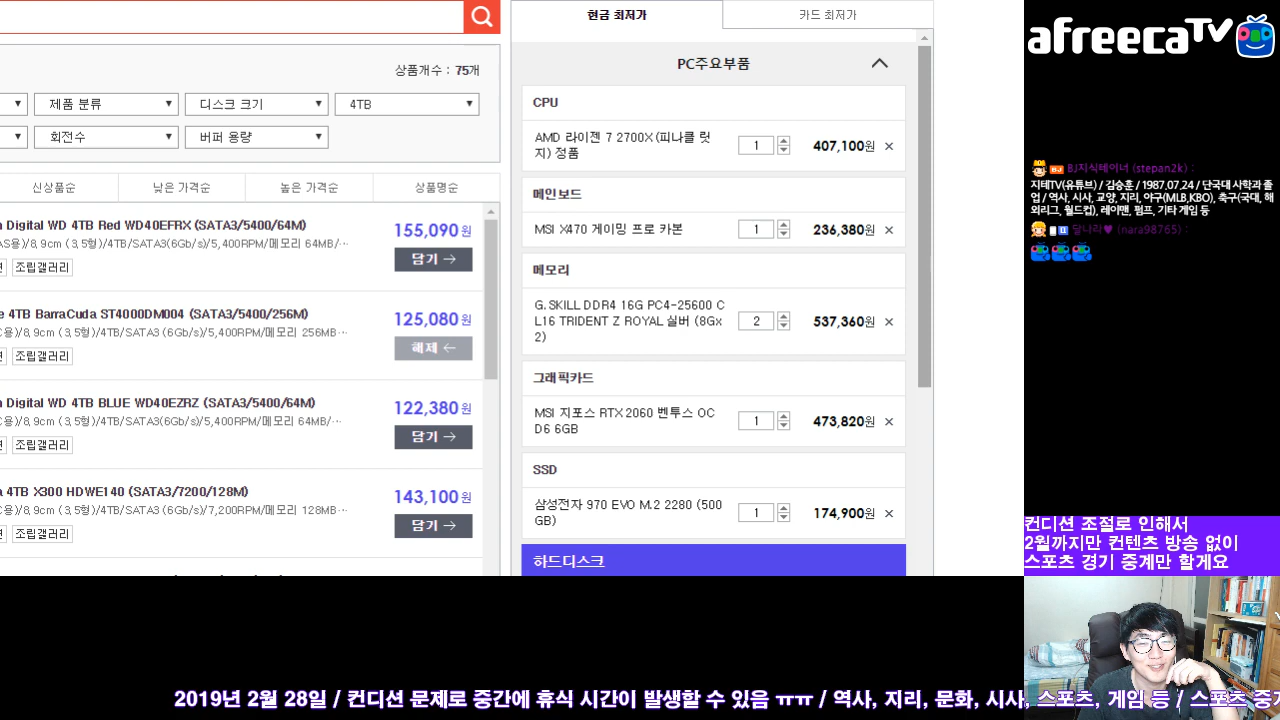 상품개수 : 75개
제품 분류
디스크 크기
4TB
회전수
버퍼 용량
신상품순
낮은 가격순
높은 가격순
상품명순
Digital WD 4TB Red WD40EFRX (SATA3/5400/64M)
/8.9cm (3.5형)/4TB/SATA3(6Gb/s)/5,400RPM/메모리 64MB/…
조립갤러리
155,090원
담기 →
4TB BarraCuda ST4000DM004 (SATA3/5400/256M)
/8.9cm (3.5형)/4TB/SATA3 (6Gb/s)/5,400RPM/메모리 256MB…
조립갤러리
125,080원
해제 ←
Digital WD 4TB BLUE WD40EZRZ (SATA3/5400/64M)
/8.9cm (3.5형)/4TB/SATA3(6Gb/s)/5,400RPM/메모리 64MB/…
조립갤러리
122,380원
담기 →
4TB X300 HDWE140 (SATA3/7200/128M)
/8.9cm (3.5형)/4TB/SATA3(6Gb/s)/7,200RPM/메모리 128MB…
조립갤러리
143,100원
담기 →
현금 최저가
카드 최저가
PC주요부품
CPU
AMD 라이젠 7 2700X(피나클 릿
지) 정품
1
407,100원 ×
메인보드
MSI X470 게이밍 프로 카본
1
236,380원 ×
메모리
G.SKILL DDR4 16G PC4-25600 C
L16 TRIDENT Z ROYAL 실버 (8Gx
2)
2
537,360원 ×
그래픽카드
MSI 지포스 RTX 2060 벤투스 OC
D6 6GB
1
473,820원 ×
SSD
삼성전자 970 EVO M.2 2280 (500
GB)
1
174,900원 ×
하드디스크
afreecaTV
BJ BJ지식테이너 (stepan2k) :
지테TV(유튜브) / 김승훈 / 1987.07.24 / 단국대 사학과 졸
업 / 역사, 시사, 교양, 지리, 야구(MLB,KBO), 축구(국대, 해
외리그, 월드컵), 레이맨, 펌프, 기타 게임 등
달나라♥ (nara98765) :
컨디션 조절로 인해서
2월까지만 컨텐츠 방송 없이
스포츠 경기 중계만 할게요
2019년 2월 28일 / 컨디션 문제로 중간에 휴식 시간이 발생할 수 있음 ㅠㅠ / 역사, 지리, 문화, 시사, 스포츠, 게임 등 / 스포츠 중